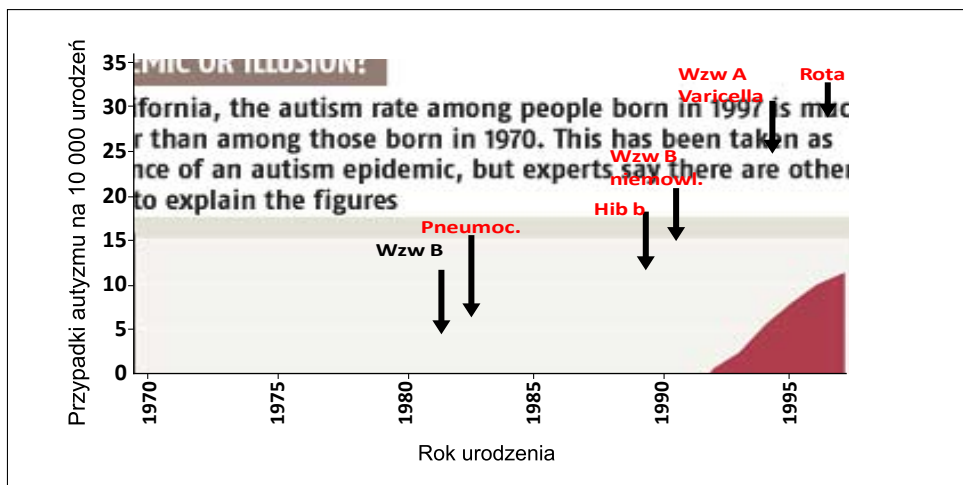 EMIC OR ILLUSION?
ifornia, the autism rate among people born in 1997 is muc
r than among those born in 1970. This has been taken as
nce of an autism epidemic, but experts say there are other
to explain the figures
Wzw A
Varicella
Rota
Wzw B
niemowl.
Hib b
Pneumoc.
Wzw B
Przypadki autyzmu na 10 000 urodzeń
35
30
25
20
15
10
5
0
1970
1975
1980
1985
1990
1995
Rok urodzenia